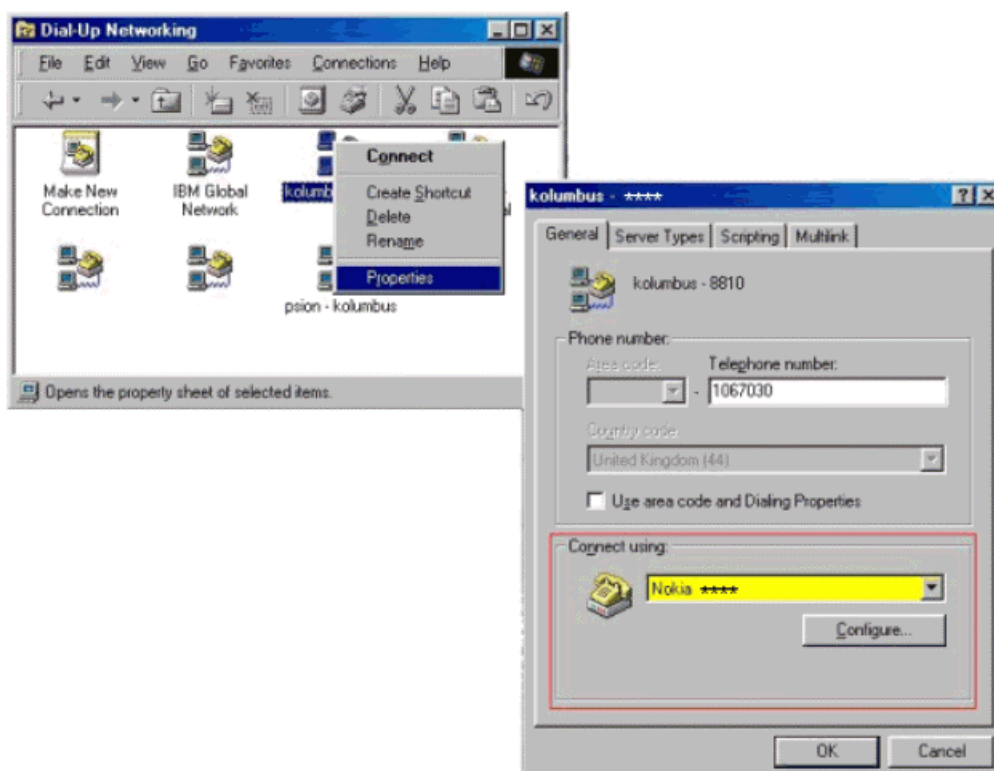 Dial-Up Networking
File Edit View Go Favorites Connections Help
Make New
Connection
IBM Global
Network
kolumb
Connect
Create Shortcut
Delete
Rename
Properties
psion - kolumbus
Opens the property sheet of selected items.
kolumbus - ****
General Server Types Scripting Multilink
kolumbus - 8810
Phone number:
Area code: Telephone number:
- 1067030
Country code
United Kingdom (44)
Use area code and Dialing Properties
Connect using:
Nokia ****
Configure...
OK Cancel